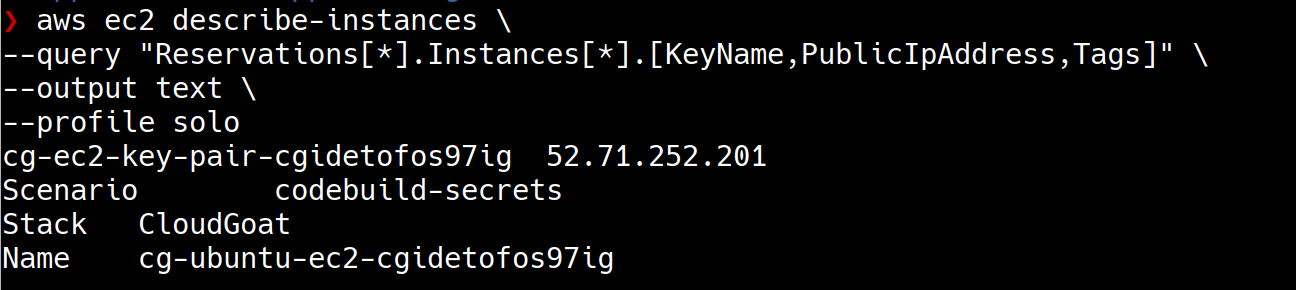 ❯ aws ec2 describe-instances \
--query "Reservations[*].Instances[*].[KeyName,PublicIpAddress,Tags]" \
--output text \
--profile solo
cg-ec2-key-pair-cgidetofos97ig  52.71.252.201
Scenario        codebuild-secrets
Stack   CloudGoat
Name    cg-ubuntu-ec2-cgidetofos97ig